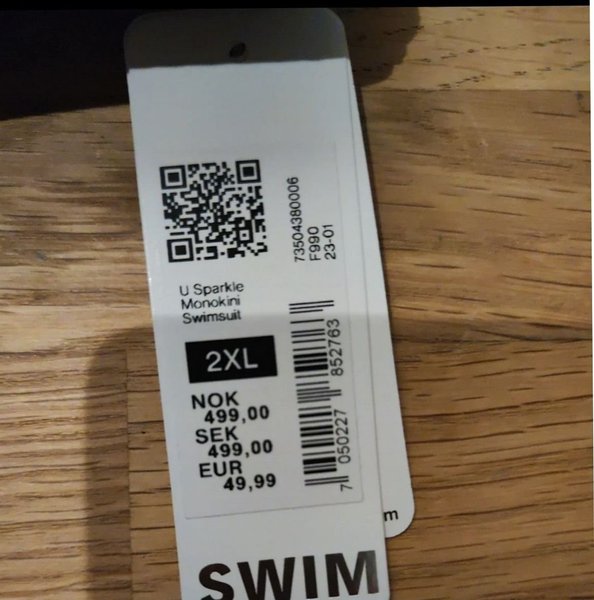 73504380006
F990
23-01
U Sparkle
Monokini
Swimsuit
2XL
NOK
499,00
SEK
499,00
EUR
49,99
7 050227 852763
SWIM
m